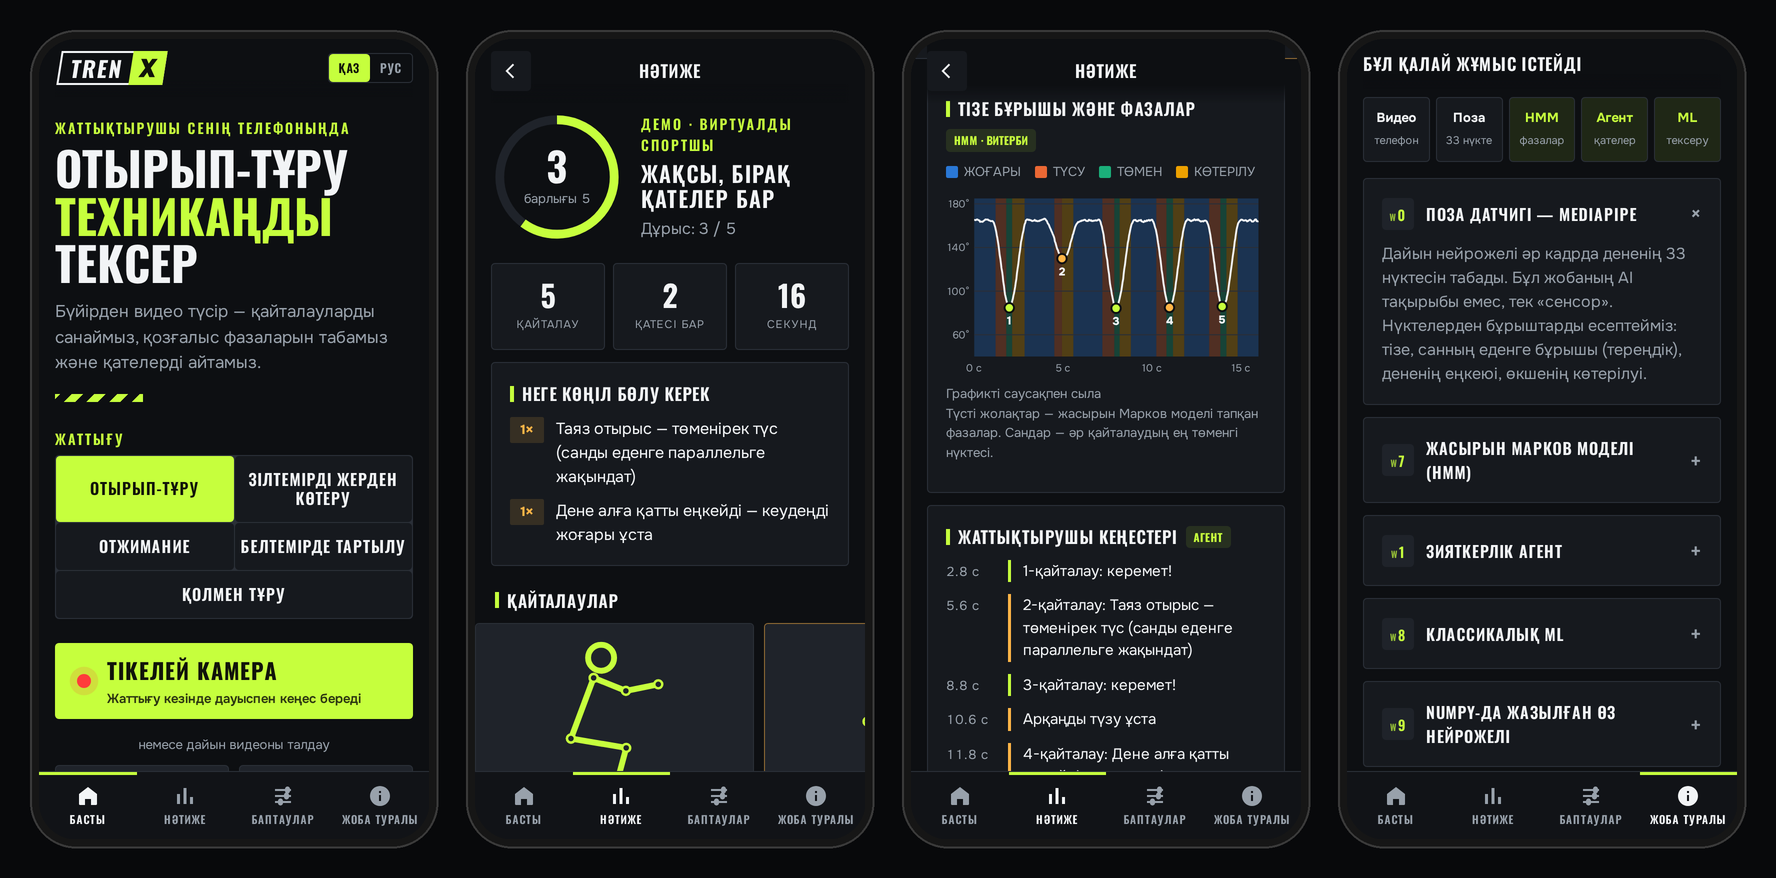 TREN X
ҚАЗ РУС
ЖАТТЫҚТЫРУШЫ СЕНІҢ ТЕЛЕФОНЫҢДА
ОТЫРЫП-ТҰРУ
ТЕХНИКАҢДЫ
ТЕКСЕР
Бүйірден видео түсір — қайталауларды
санаймыз, қозғалыс фазаларын табамыз
және қателерді айтамыз.
ЖАТТЫҒУ
ОТЫРЫП-ТҰРУ
ЗІЛТЕМІРДІ ЖЕРДЕН
КӨТЕРУ
ОТЖИМАНИЕ
БЕЛТЕМІРДЕ ТАРТЫЛУ
ҚОЛМЕН ТҰРУ
ТІКЕЛЕЙ КАМЕРА
Жаттығу кезінде дауыспен кеңес береді
немесе дайын видеоны талдау
БАСТЫ НӘТИЖЕ БАПТАУЛАР ЖОБА ТУРАЛЫ
НӘТИЖЕ
3
барлығы 5
ДЕМО · ВИРТУАЛДЫ
СПОРТШЫ
ЖАҚСЫ, БІРАҚ
ҚАТЕЛЕР БАР
Дұрыс: 3 / 5
5
ҚАЙТАЛАУ
2
ҚАТЕСІ БАР
16
СЕКУНД
НЕГЕ КӨҢІЛ БӨЛУ КЕРЕК
1× Таяз отырыс — төменірек түс
(санды еденге параллельге
жақындат)
1× Дене алға қатты еңкейді — кеудеңді
жоғары ұста
ҚАЙТАЛАУЛАР
БАСТЫ НӘТИЖЕ БАПТАУЛАР ЖОБА ТУРАЛЫ
НӘТИЖЕ
ТІЗЕ БҰРЫШЫ ЖӘНЕ ФАЗАЛАР
HMM · ВИТЕРБИ
ЖОҒАРЫ ТҮСУ ТӨМЕН КӨТЕРІЛУ
180°
140°
100°
60°
1 2 3 4 5
0 с 5 с 10 с 15 с
Графикті саусақпен сыла
Түсті жолақтар — жасырын Марков моделі тапқан
фазалар. Сандар — әр қайталаудың ең төменгі
нүктесі.
ЖАТТЫҚТЫРУШЫ КЕҢЕСТЕРІ АГЕНТ
2.8 с 1-қайталау: керемет!
5.6 с 2-қайталау: Таяз отырыс —
төменірек түс (санды еденге
параллельге жақындат)
8.8 с 3-қайталау: керемет!
10.6 с Арқаңды түзу ұста
11.8 с 4-қайталау: Дене алға қатты
БАСТЫ НӘТИЖЕ БАПТАУЛАР ЖОБА ТУРАЛЫ
БҰЛ ҚАЛАЙ ЖҰМЫС ІСТЕЙДІ
Видео
телефон
Поза
33 нүкте
HMM
фазалар
Агент
қателер
ML
тексеру
W0 ПОЗА ДАТЧИГІ — MEDIAPIPE ×
Дайын нейрожелі әр кадрда дененің 33
нүктесін табады. Бұл жобаның AI
тақырыбы емес, тек «сенсор».
Нүктелерден бұрыштарды есептейміз:
тізе, санның еденге бұрышы (тереңдік),
дененің еңкеюі, өкшенің көтерілуі.
W7 ЖАСЫРЫН МАРКОВ МОДЕЛІ
(HMM) +
W1 ЗИЯТКЕРЛІК АГЕНТ +
W8 КЛАССИКАЛЫҚ ML +
W9 NUMPY-ДА ЖАЗЫЛҒАН ӨЗ
НЕЙРОЖЕЛІ +
БАСТЫ НӘТИЖЕ БАПТАУЛАР ЖОБА ТУРАЛЫ